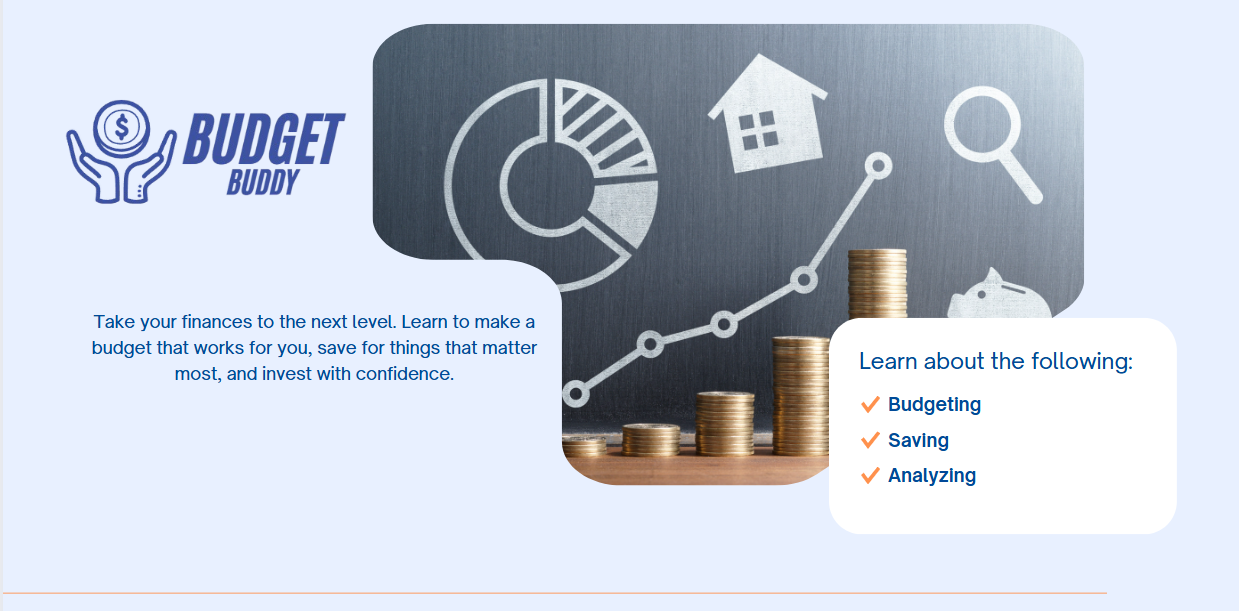 $
BUDGET
BUDDY
Take your finances to the next level. Learn to make a
budget that works for you, save for things that matter
most, and invest with confidence.
Learn about the following:
Budgeting
Saving
Analyzing